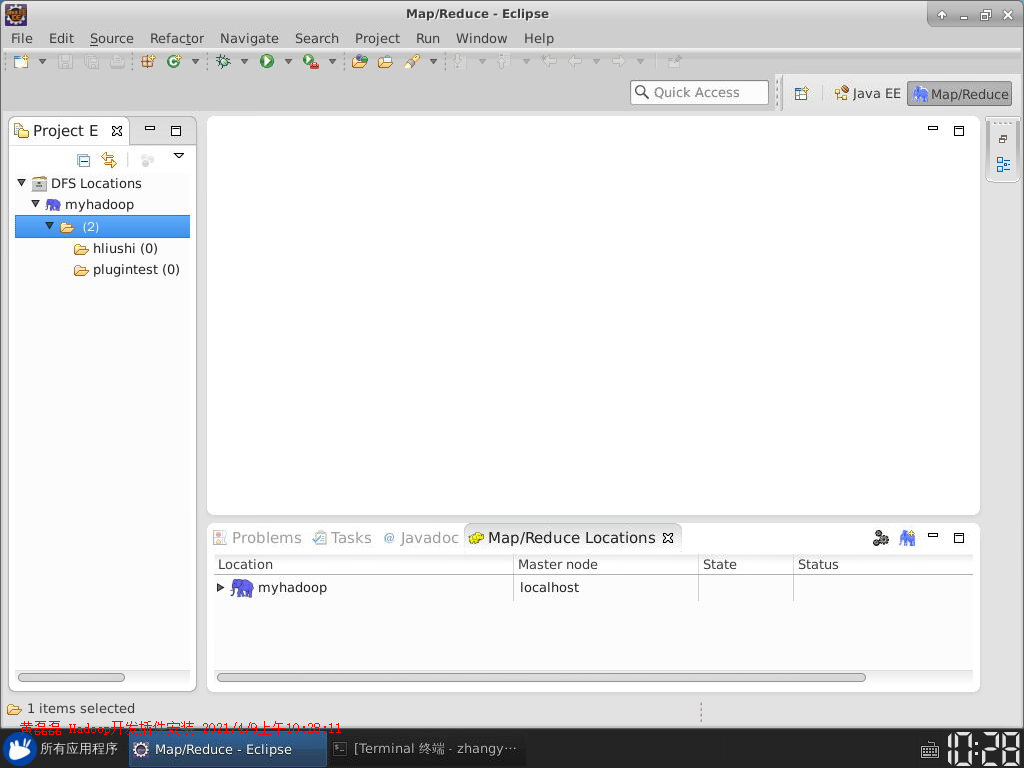 Map/Reduce - Eclipse
File Edit Source Refactor Navigate Search Project Run Window Help
Quick Access
Java EE
Map/Reduce
Project E
DFS Locations
myhadoop
(2)
hliushi (0)
plugintest (0)
Problems @ Tasks Javadoc Map/Reduce Locations
Location Master node State Status
myhadoop localhost
1 items selected
黄磊磊 Hadoop开发插件安装 2021/4/9上午10:28:11
所有应用程序
Map/Reduce - Eclipse
[Terminal 终端 - zhangy···
10:28